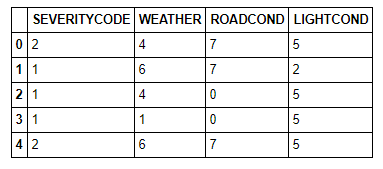 SEVERITYCODE WEATHER ROADCOND LIGHTCOND
0 2 4 7 5
1 1 6 7 2
2 1 4 0 5
3 1 1 0 5
4 2 6 7 5